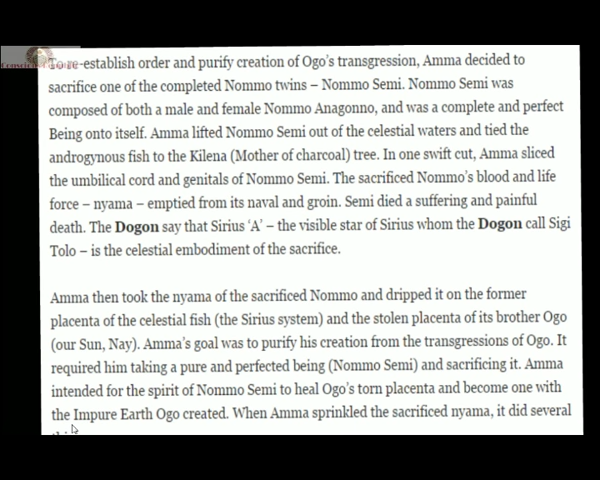 To re-establish order and purify creation of Ogo's transgression, Amma decided to
sacrifice one of the completed Nommo twins – Nommo Semi. Nommo Semi was
composed of both a male and female Nommo Anagonno, and was a complete and perfect
Being onto itself. Amma lifted Nommo Semi out of the celestial waters and tied the
androgynous fish to the Kilena (Mother of charcoal) tree. In one swift cut, Amma sliced
the umbilical cord and genitals of Nommo Semi. The sacrificed Nommo's blood and life
force – nyama – emptied from its naval and groin. Semi died a suffering and painful
death. The Dogon say that Sirius 'A' – the visible star of Sirius whom the Dogon call Sigi
Tolo – is the celestial embodiment of the sacrifice.
Amma then took the nyama of the sacrificed Nommo and dripped it on the former
placenta of the celestial fish (the Sirius system) and the stolen placenta of its brother Ogo
(our Sun, Nay). Amma's goal was to purify his creation from the transgressions of Ogo. It
required him taking a pure and perfected being (Nommo Semi) and sacrificing it. Amma
intended for the spirit of Nommo Semi to heal Ogo's torn placenta and become one with
the Impure Earth Ogo created. When Amma sprinkled the sacrificed nyama, it did several